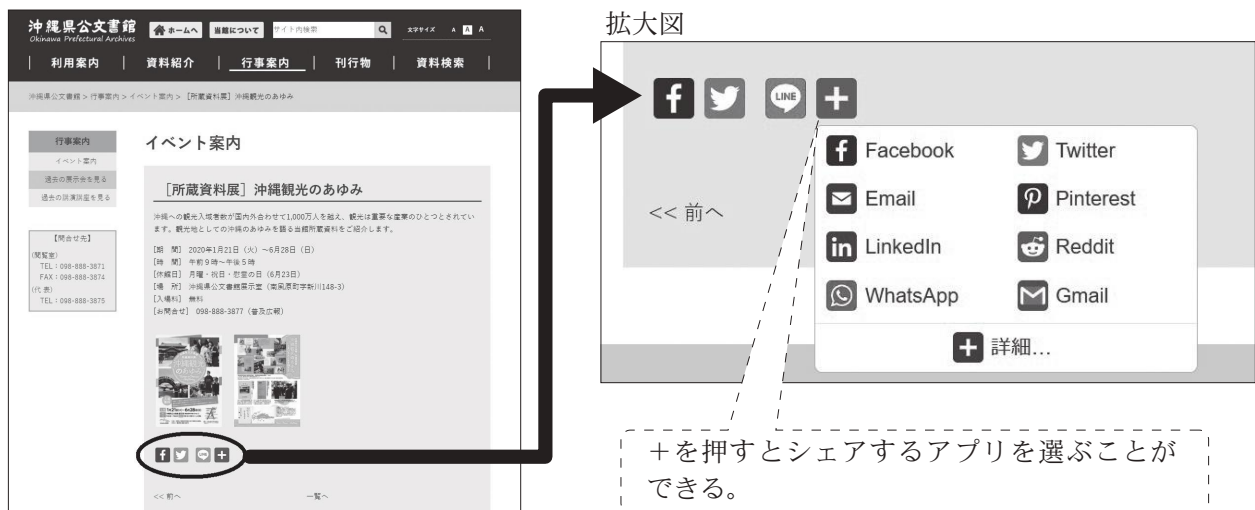 沖縄県公文書館
Okinawa Prefectural Archives
ホームへ
当館について
サイト内検索
文字サイズ A A A
利用案内
資料紹介
行事案内
刊行物
資料検索
沖縄県公文書館 > 行事案内 > イベント案内 > [所蔵資料展] 沖縄観光のあゆみ
行事案内
イベント案内
過去の展示会を見る
過去の講演講座を見る
【問合せ先】
(閲覧室)
TEL:098-888-3871
FAX:098-888-3874
(代 表)
TEL:098-888-3875
イベント案内
[所蔵資料展] 沖縄観光のあゆみ
沖縄への観光入域者数が国内外合わせて1,000万人を越え、観光は重要な産業のひとつとされてい
ます。観光地としての沖縄のあゆみを語る当館所蔵資料をご紹介します。
[期 間] 2020年1月21日(火)~6月28日(日)
[時 間] 午前9時~午後5時
[休館日] 月曜・祝日・慰霊の日(6月23日)
[場 所] 沖縄県公文書館展示室(南風原町字新川148-3)
[入場料] 無料
[お問合せ] 098-888-3877(普及広報)
<< 前へ
一覧へ
拡大図
LINE
Facebook
Twitter
Email
Pinterest
LinkedIn
Reddit
WhatsApp
Gmail
詳細...
<< 前へ
+を押すとシェアするアプリを選ぶことが
できる。